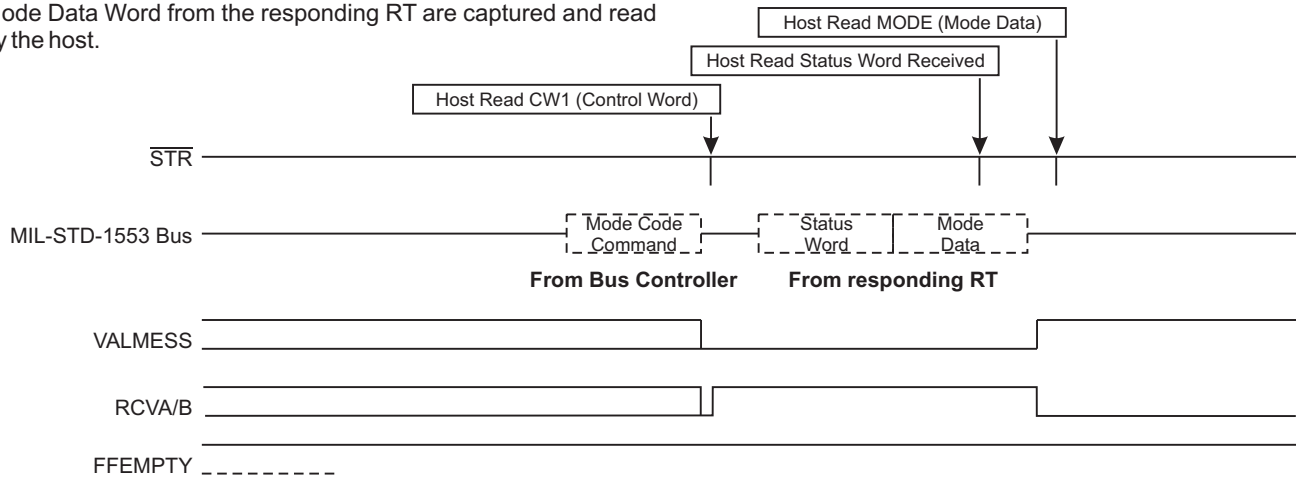 ode Data Word from the responding RT are captured and read
the host.
Host Read MODE (Mode Data)
Host Read Status Word Received
Host Read CW1 (Control Word)
STR
MIL-STD-1553 Bus
Mode Code
Command
Status
Word
Mode
Data
From Bus Controller
From responding RT
VALMESS
RCVA/B
FFEMPTY